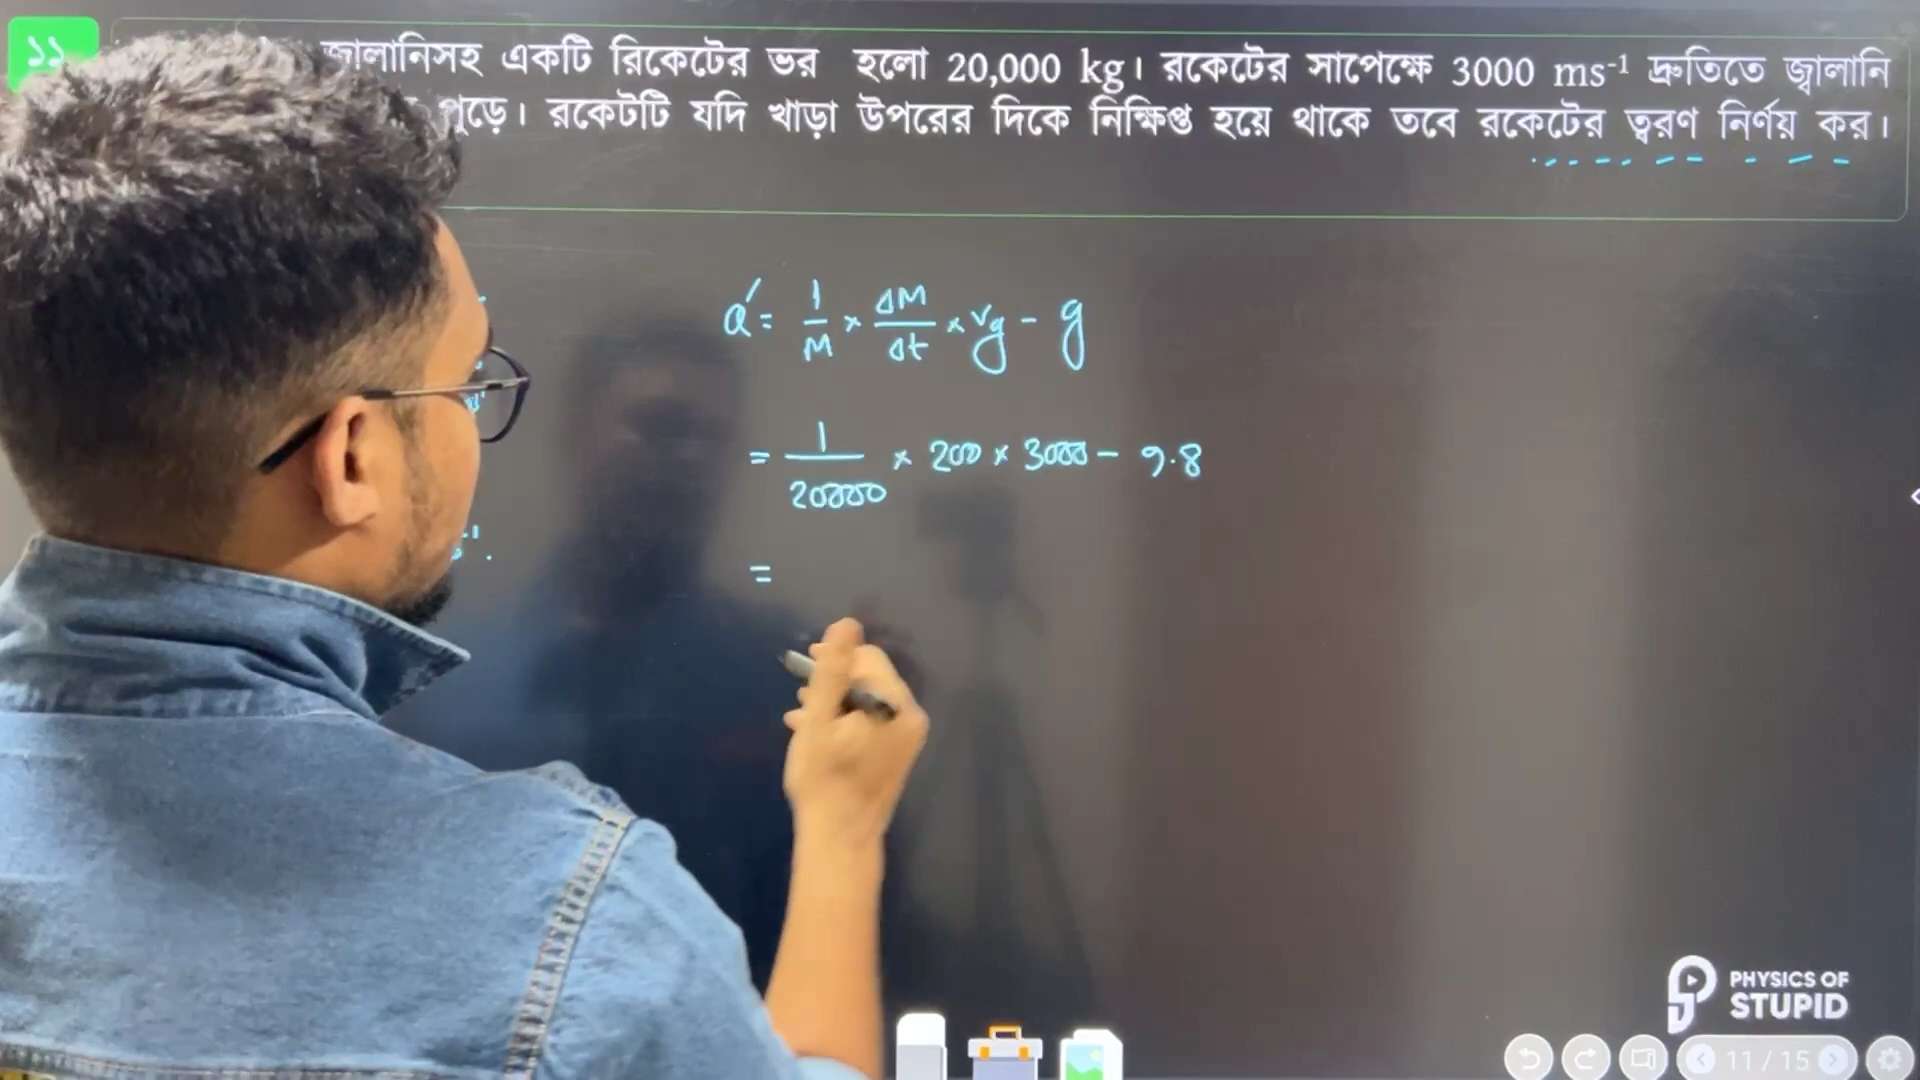 ১১
জ্বালানিসহ একটি রিকেটের ভর হলো 20,000 kg। রকেটের সাপেক্ষে 3000 ms⁻¹ দ্রুতিতে জ্বালানি
পুড়ে। রকেটটি যদি খাড়া উপরের দিকে নিক্ষিপ্ত হয়ে থাকে তবে রকেটের ত্বরণ নির্ণয় কর।
a′ = 1/M × ΔM/Δt × vg − g
= 1/20000 × 200 × 3000 − 9.8
=
PHYSICS OF
STUPID
11 / 15